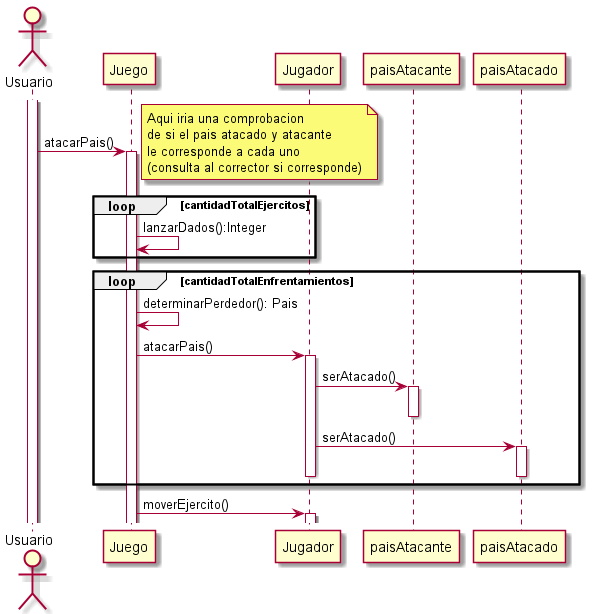 Usuario
Juego
Jugador
paisAtacante
paisAtacado
Aqui iria una comprobacion
de si el pais atacado y atacante
le corresponde a cada uno
(consulta al corrector si corresponde)
atacarPais()
loop [cantidadTotalEjercitos]
lanzarDados():Integer
loop [cantidadTotalEnfrentamientos]
determinarPerdedor(): Pais
atacarPais()
serAtacado()
serAtacado()
moverEjercito()
Usuario
Juego
Jugador
paisAtacante
paisAtacado